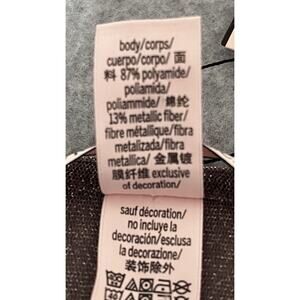 body/corps/
cuerpo/corpo/ 面
料 87% polyamide/
poliamida/
poliammide/ 錦纶
13% metallic fiber/
fibre métallique/fibra
metalizada/fibra
metallica/ 金属镀
膜纤维 exclusive
of decoration/
sauf décoration/
no incluye la
decoración/esclusa
la decorazione/
装饰除外